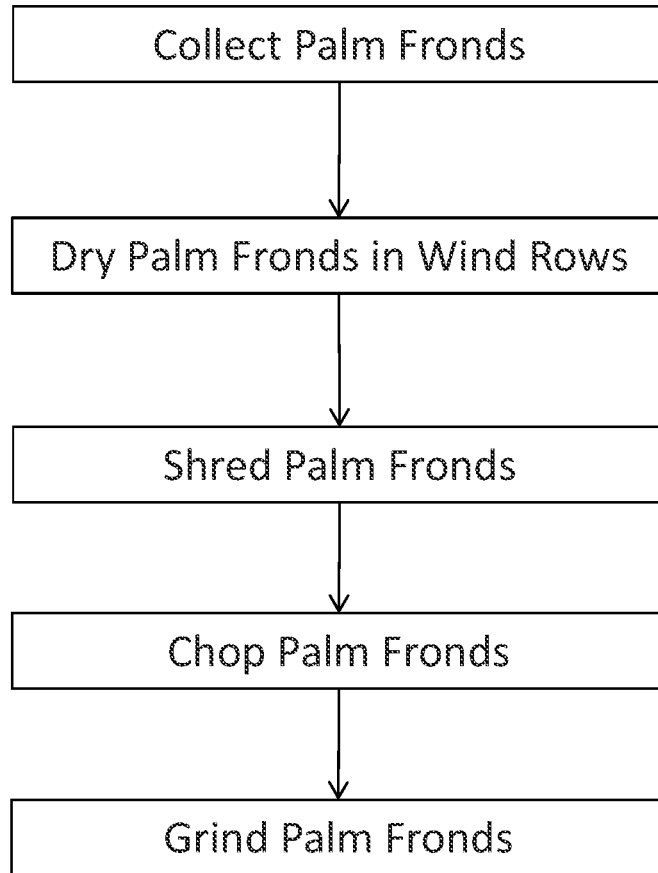 Collect Palm Fronds
Dry Palm Fronds in Wind Rows
Shred Palm Fronds
Chop Palm Fronds
Grind Palm Fronds